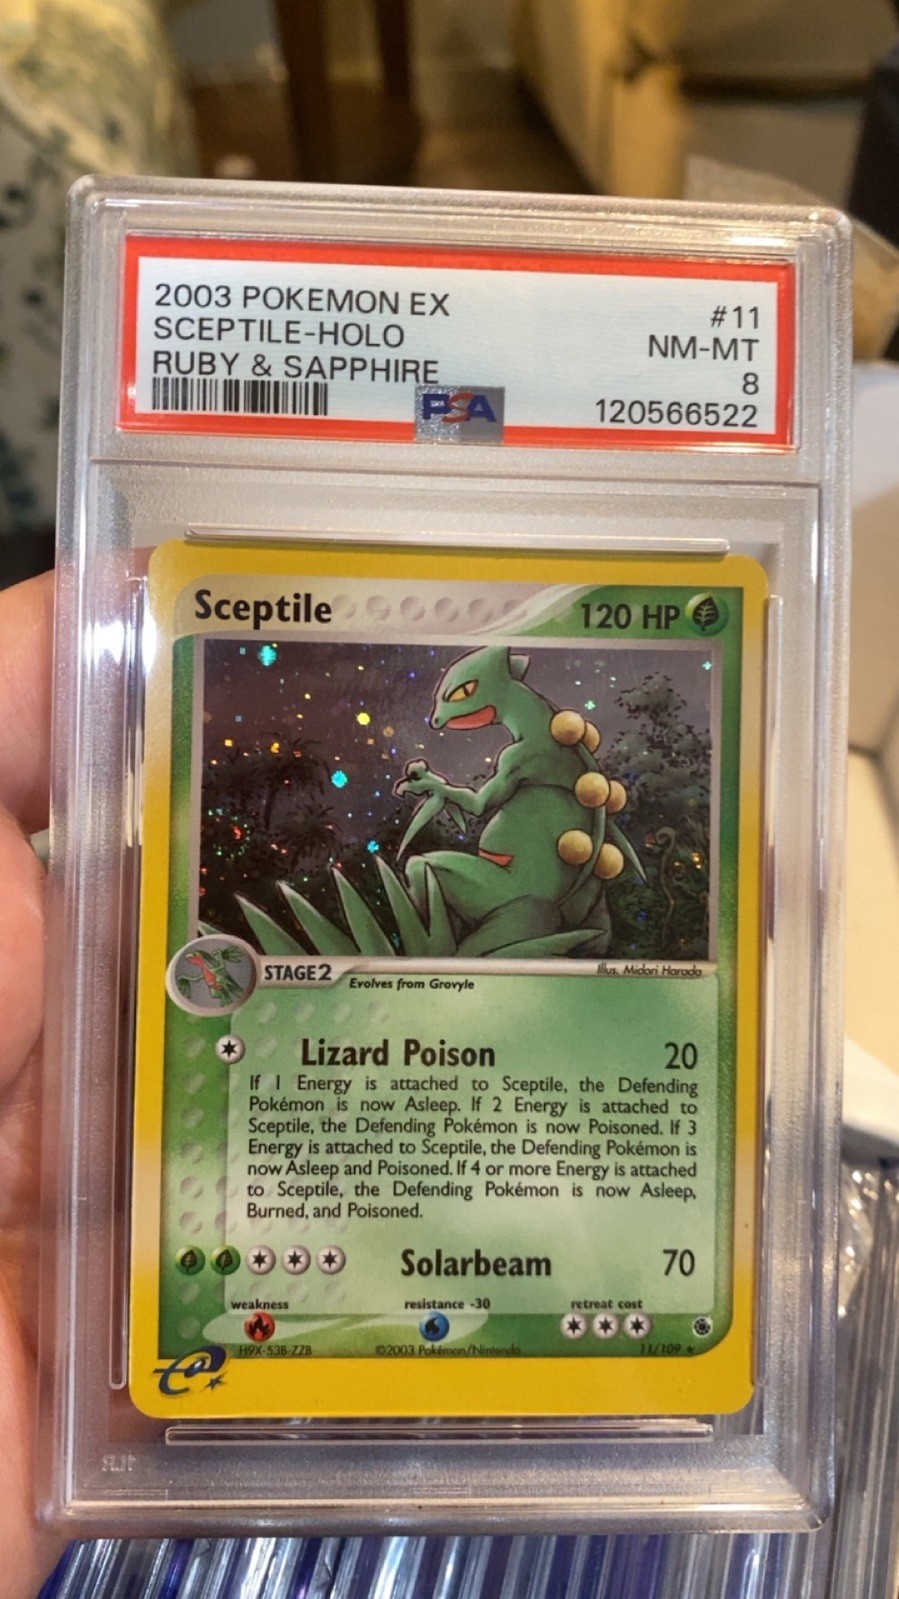 2003 POKEMON EX
#11
SCEPTILE-HOLO
NM-MT
RUBY & SAPPHIRE
8
PSA
120566522
Sceptile
120 HP
STAGE2
Evolves from Grovyle
Illus. Midori Harada
Lizard Poison
20
If 1 Energy is attached to Sceptile, the Defending
Pokémon is now Asleep. If 2 Energy is attached to
Sceptile, the Defending Pokémon is now Poisoned. If 3
Energy is attached to Sceptile, the Defending Pokémon is
now Asleep and Poisoned. If 4 or more Energy is attached
to Sceptile, the Defending Pokémon is now Asleep,
Burned, and Poisoned.
Solarbeam
70
weakness
resistance -30
retreat cost
e
H9X-53B-ZZB
©2003 Pokémon/Nintendo
11/109 ★